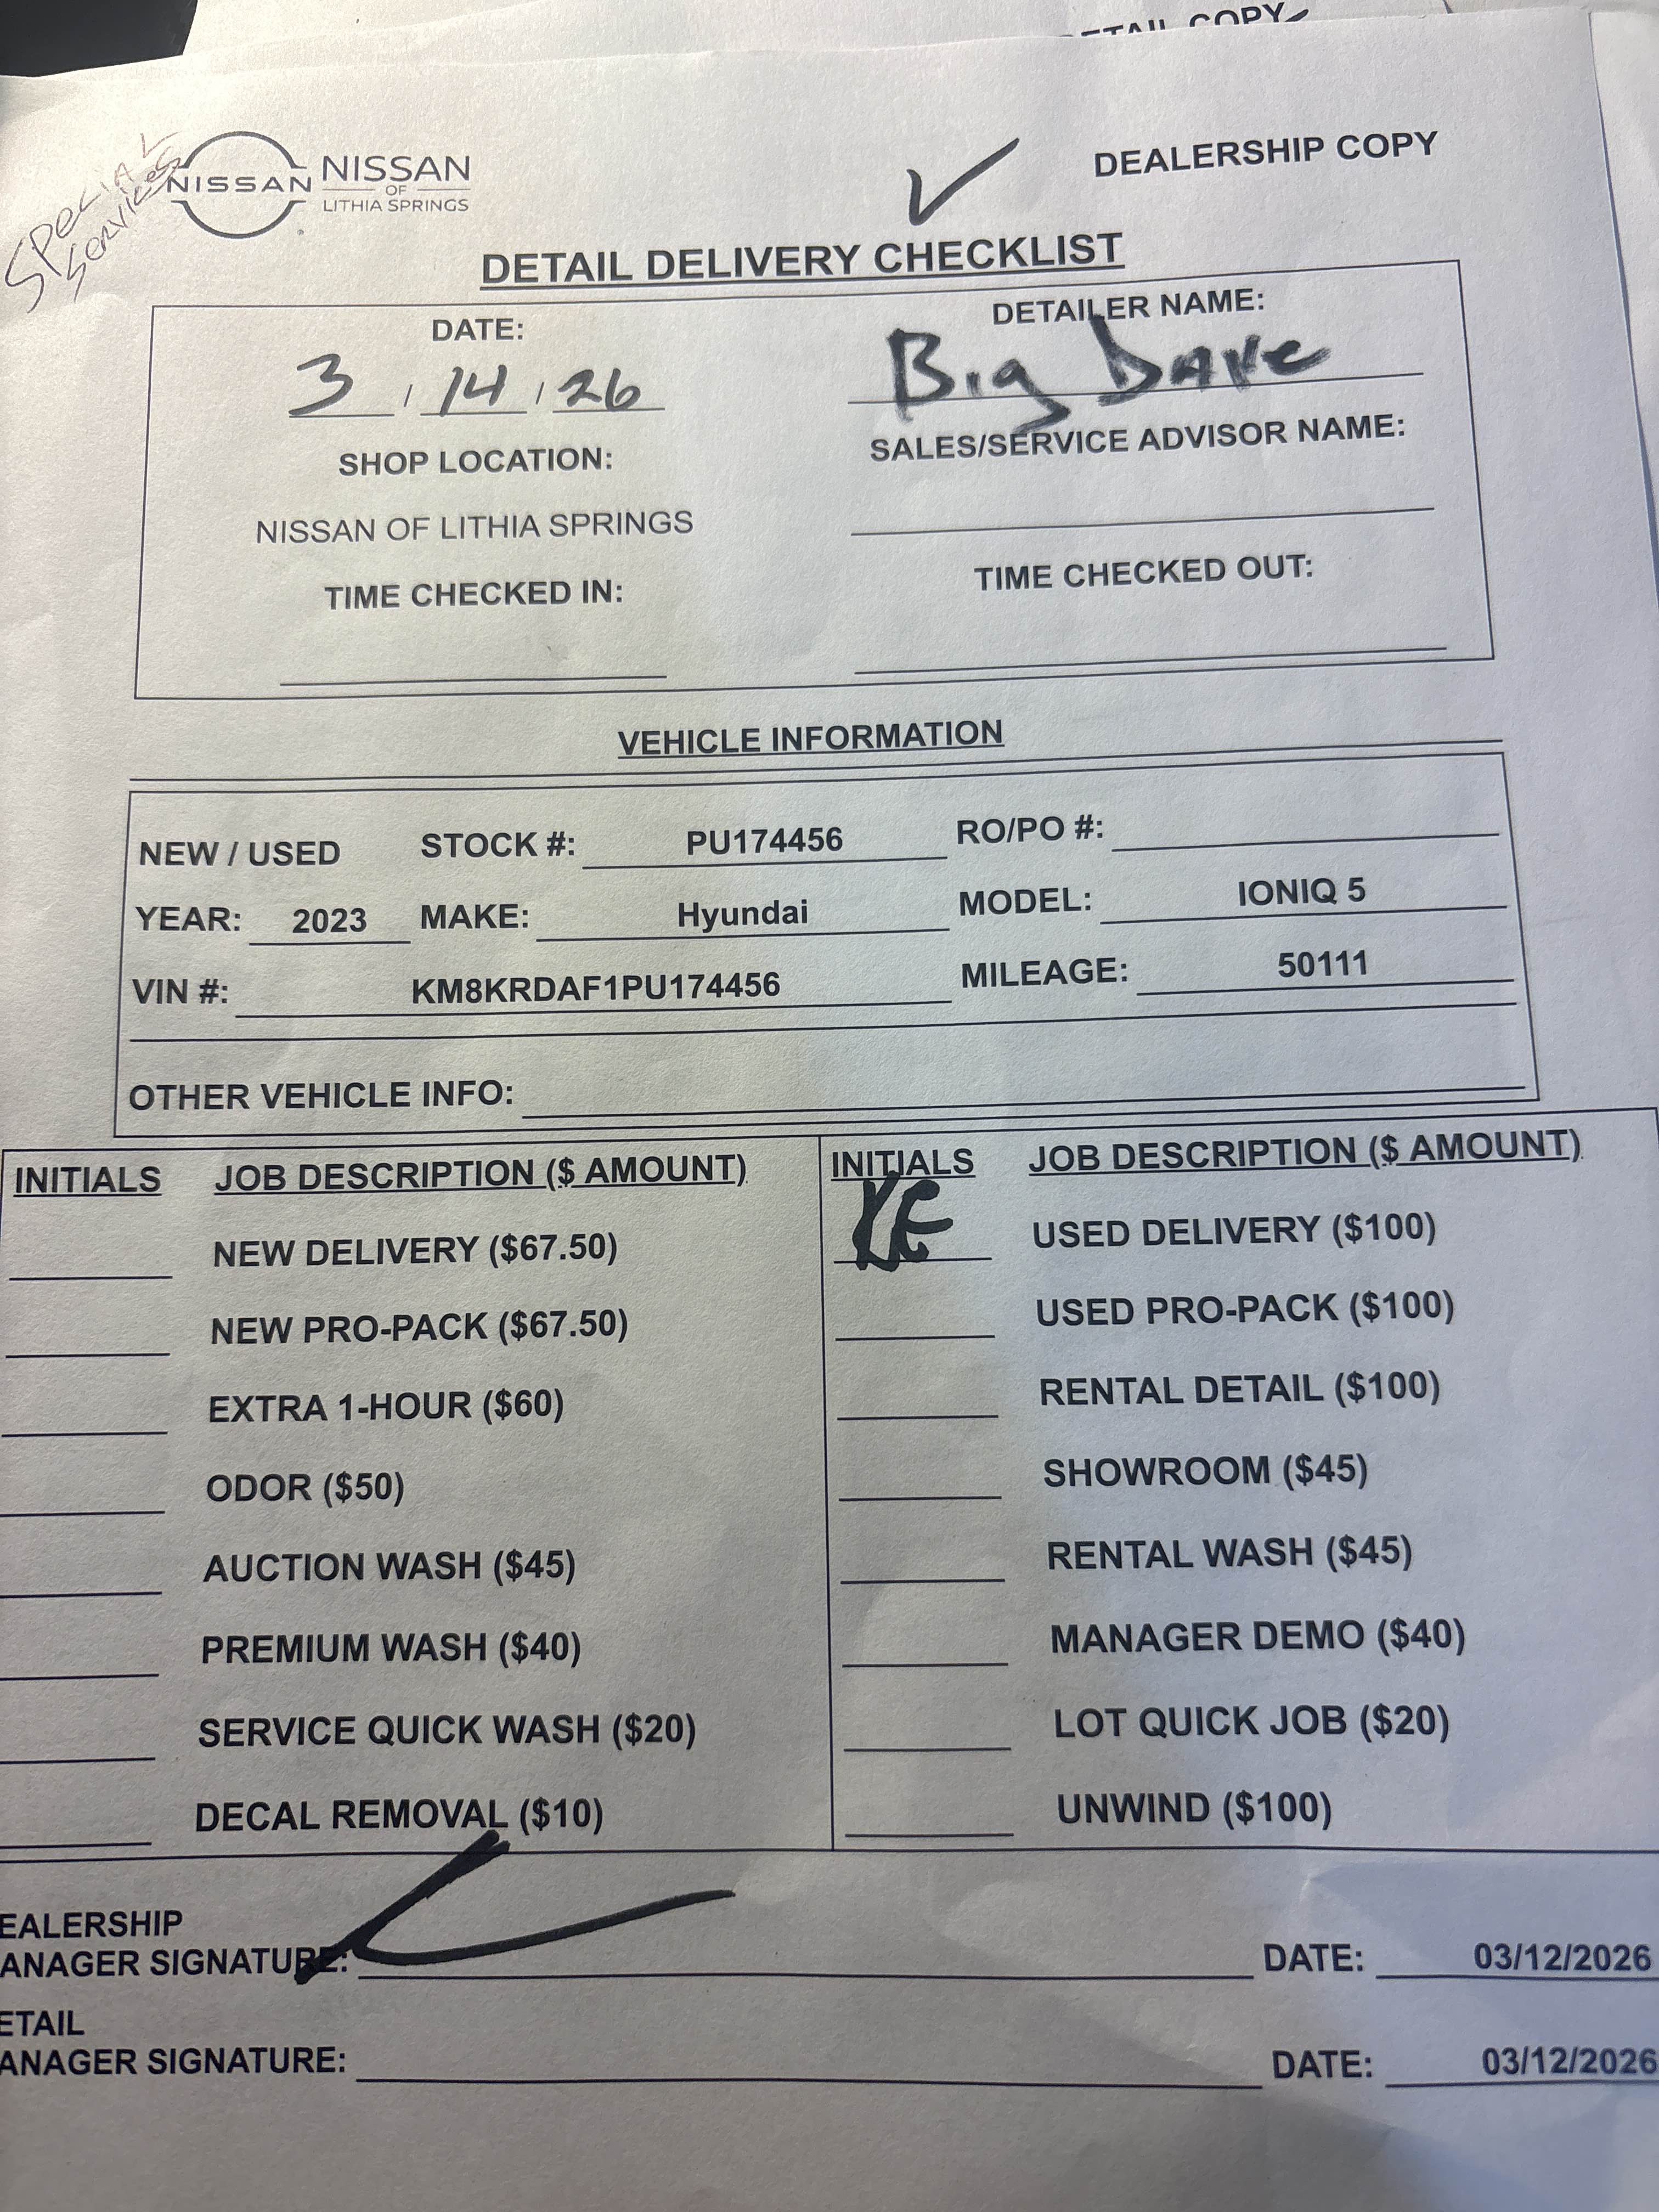 ETAIL COPY
SPECIAL
Services
NISSAN
NISSAN
OF
LITHIA SPRINGS
DEALERSHIP COPY
DETAIL DELIVERY CHECKLIST
DATE:
3 / 14 / 26
DETAILER NAME:
Big Dave
SHOP LOCATION:
NISSAN OF LITHIA SPRINGS
SALES/SERVICE ADVISOR NAME:
TIME CHECKED IN:
TIME CHECKED OUT:
VEHICLE INFORMATION
NEW / USED STOCK #: PU174456 RO/PO #:
YEAR: 2023 MAKE: Hyundai MODEL: IONIQ 5
VIN #: KM8KRDAF1PU174456 MILEAGE: 50111
OTHER VEHICLE INFO:
INITIALS JOB DESCRIPTION ($ AMOUNT)
NEW DELIVERY ($67.50)
NEW PRO-PACK ($67.50)
EXTRA 1-HOUR ($60)
ODOR ($50)
AUCTION WASH ($45)
PREMIUM WASH ($40)
SERVICE QUICK WASH ($20)
DECAL REMOVAL ($10)
INITIALS JOB DESCRIPTION ($ AMOUNT)
USED DELIVERY ($100)
USED PRO-PACK ($100)
RENTAL DETAIL ($100)
SHOWROOM ($45)
RENTAL WASH ($45)
MANAGER DEMO ($40)
LOT QUICK JOB ($20)
UNWIND ($100)
EALERSHIP
ANAGER SIGNATURE: DATE: 03/12/2026
ETAIL
ANAGER SIGNATURE: DATE: 03/12/2026